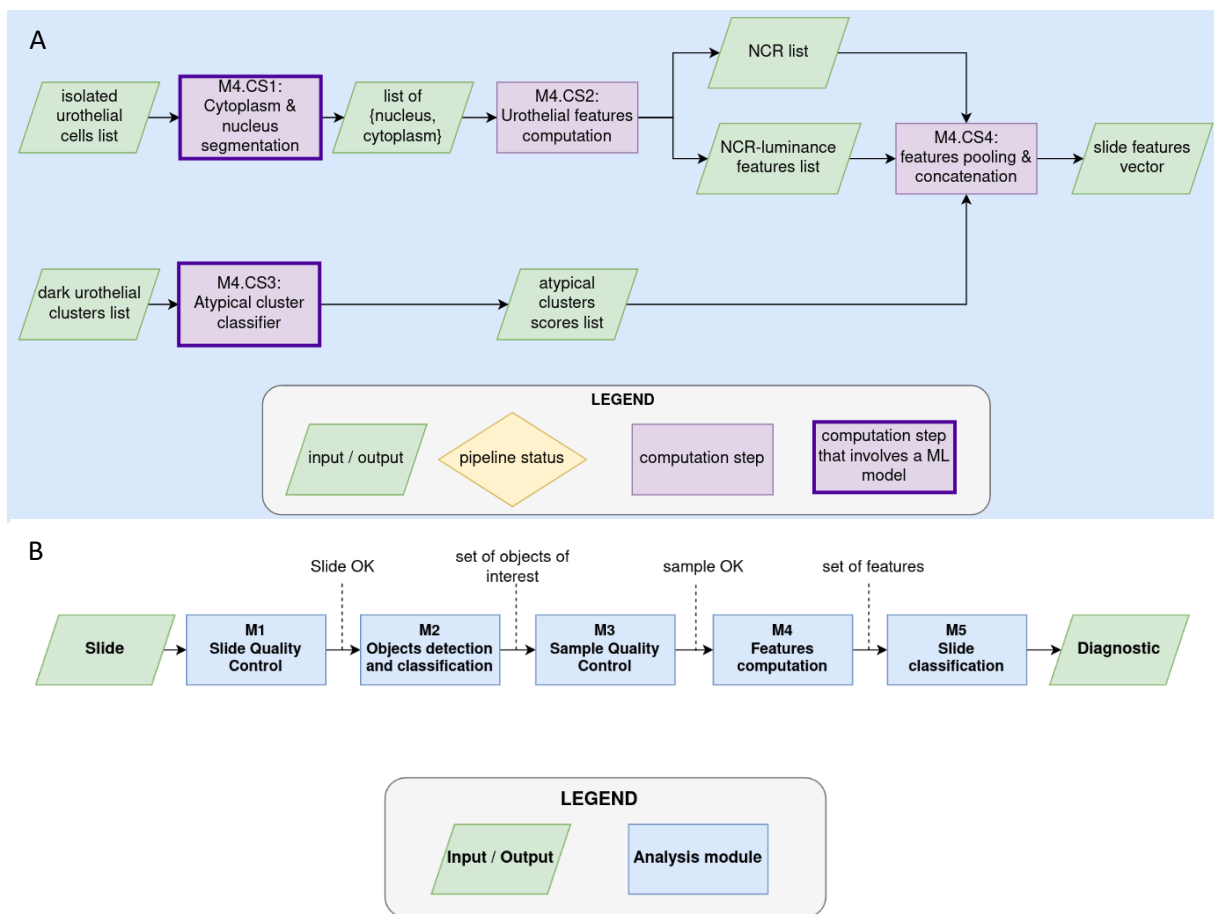 A
isolated
urothelial
cells list
M4.CS1:
Cytoplasm &
nucleus
segmentation
list of
{nucleus,
cytoplasm}
M4.CS2:
Urothelial features
computation
NCR list
NCR-luminance
features list
M4.CS4:
features pooling &
concatenation
slide features
vector
dark urothelial
clusters list
M4.CS3:
Atypical cluster
classifier
atypical
clusters
scores list
LEGEND
input / output
pipeline status
computation step
computation step
that involves a ML
model
B
Slide OK
set of objects of
interest
sample OK
set of features
Slide
M1
Slide Quality
Control
M2
Objects detection
and classification
M3
Sample Quality
Control
M4
Features
computation
M5
Slide
classification
Diagnostic
LEGEND
Input / Output
Analysis module